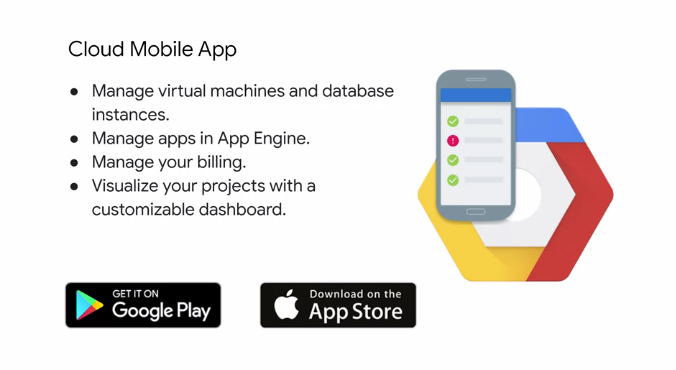 Cloud Mobile App
● Manage virtual machines and database
instances.
● Manage apps in App Engine.
● Manage your billing.
● Visualize your projects with a
customizable dashboard.
GET IT ON
Google Play
Download on the
App Store